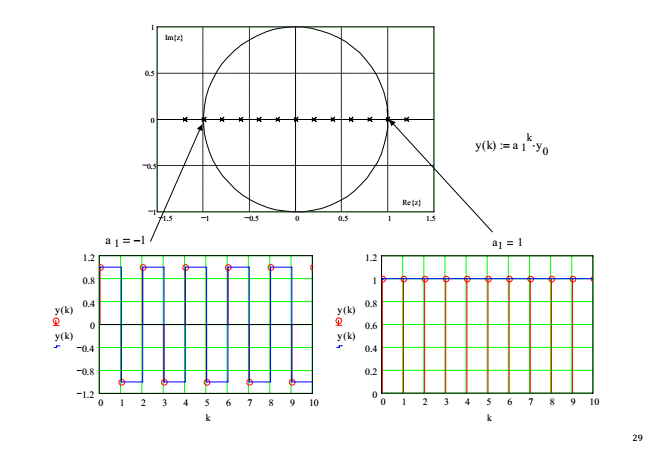 1
Im{z}
0.5
0
−0.5
−1
−1.5 −1 −0.5 0 0.5 1 1.5
Re{z}
y(k) := a 1 k ·y0
a 1 = −1
a1 = 1
1.2
0.8
0.4
0
−0.4
−0.8
−1.2
y(k)
y(k)
0 1 2 3 4 5 6 7 8 9 10
k
1.2
1
0.8
0.6
0.4
0.2
0
y(k)
y(k)
0 1 2 3 4 5 6 7 8 9 10
k
29